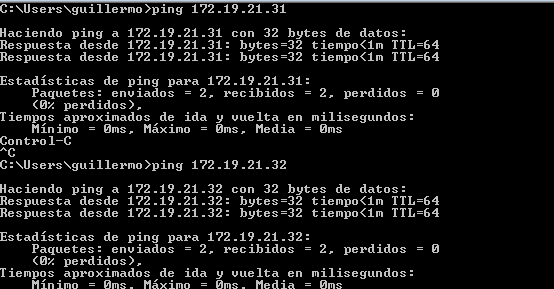 C:\Users\guillermo>ping 172.19.21.31
Haciendo ping a 172.19.21.31 con 32 bytes de datos:
Respuesta desde 172.19.21.31: bytes=32 tiempo<1m TTL=64
Respuesta desde 172.19.21.31: bytes=32 tiempo<1m TTL=64
Estadísticas de ping para 172.19.21.31:
Paquetes: enviados = 2, recibidos = 2, perdidos = 0
(0% perdidos),
Tiempos aproximados de ida y vuelta en milisegundos:
Mínimo = 0ms, Máximo = 0ms, Media = 0ms
Control-C
^C
C:\Users\guillermo>ping 172.19.21.32
Haciendo ping a 172.19.21.32 con 32 bytes de datos:
Respuesta desde 172.19.21.32: bytes=32 tiempo<1m TTL=64
Respuesta desde 172.19.21.32: bytes=32 tiempo<1m TTL=64
Estadísticas de ping para 172.19.21.32:
Paquetes: enviados = 2, recibidos = 2, perdidos = 0
(0% perdidos),
Tiempos aproximados de ida y vuelta en milisegundos:
Mínimo = 0ms, Máximo = 0ms, Media = 0ms